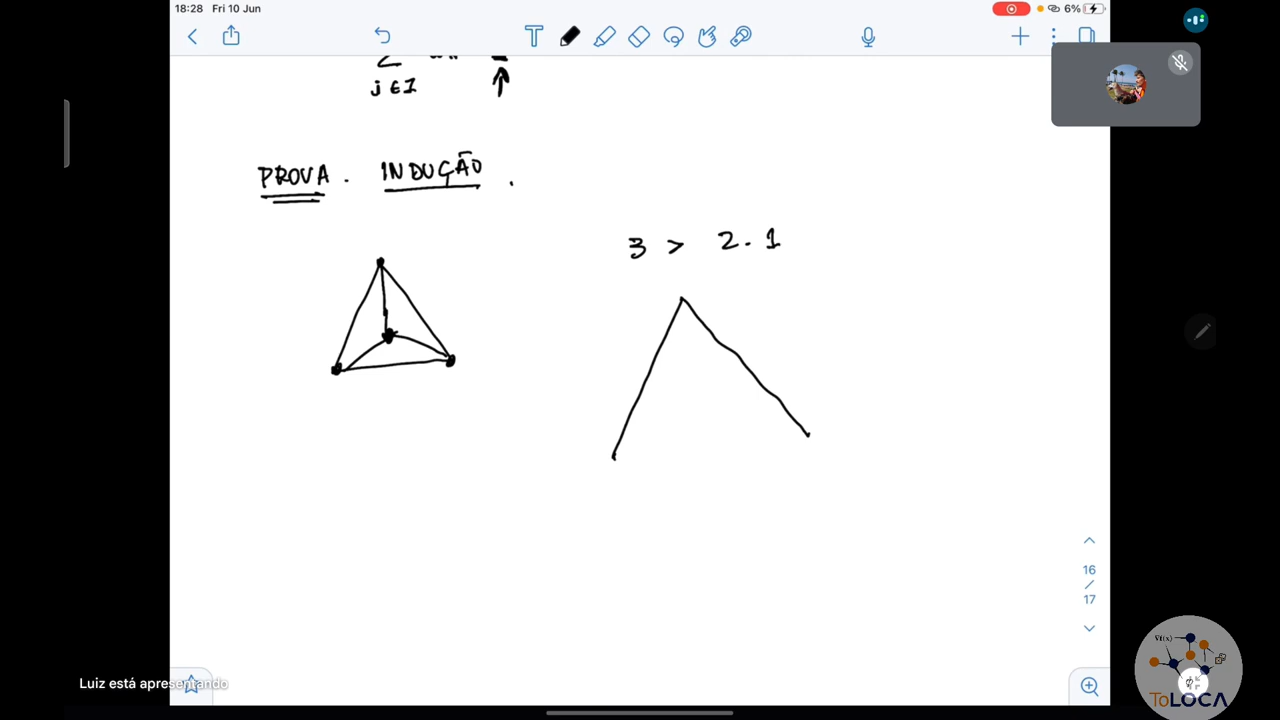 18:28 Fri 10 Jun
6%
j ∈ I
PROVA. INDUÇÃO.
3 > 2.1
16
/
17
Luiz está apresentando
∇f(x)
ToLOCA